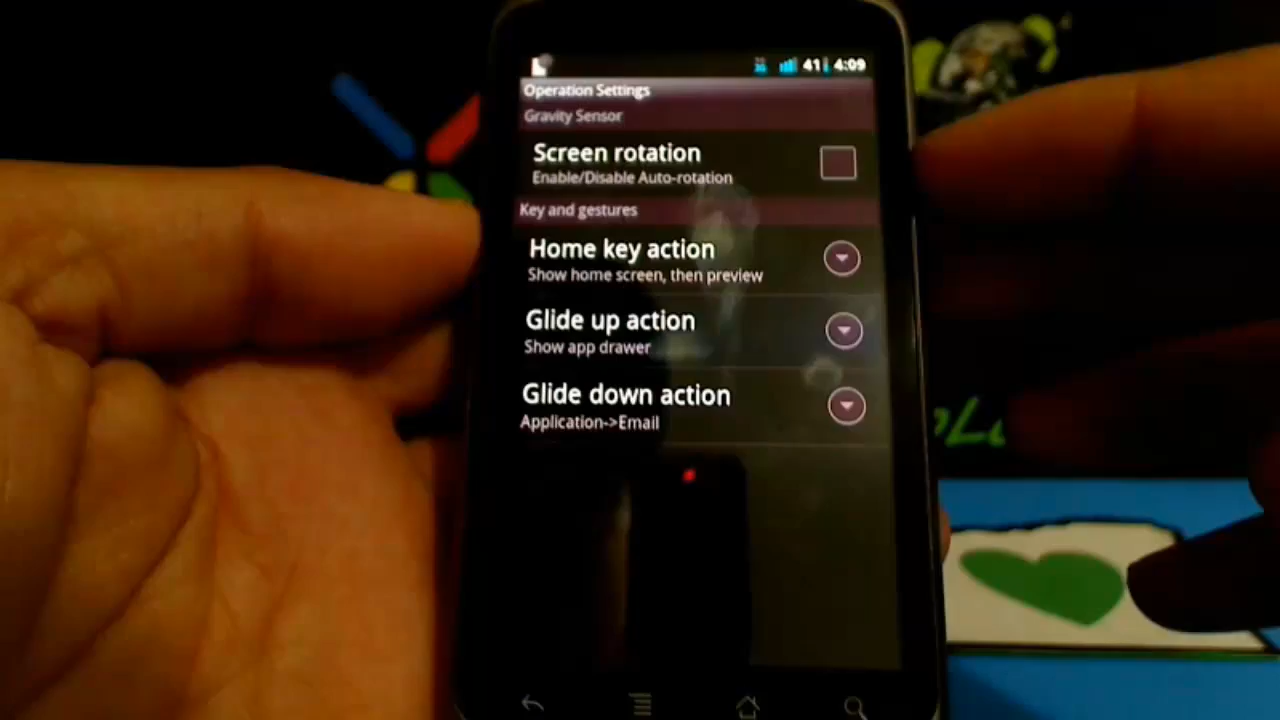 41 4:09
Operation Settings
Gravity Sensor
Screen rotation
Enable/Disable Auto-rotation
Key and gestures
Home key action
Show home screen, then preview
Glide up action
Show app drawer
Glide down action
Application->Email